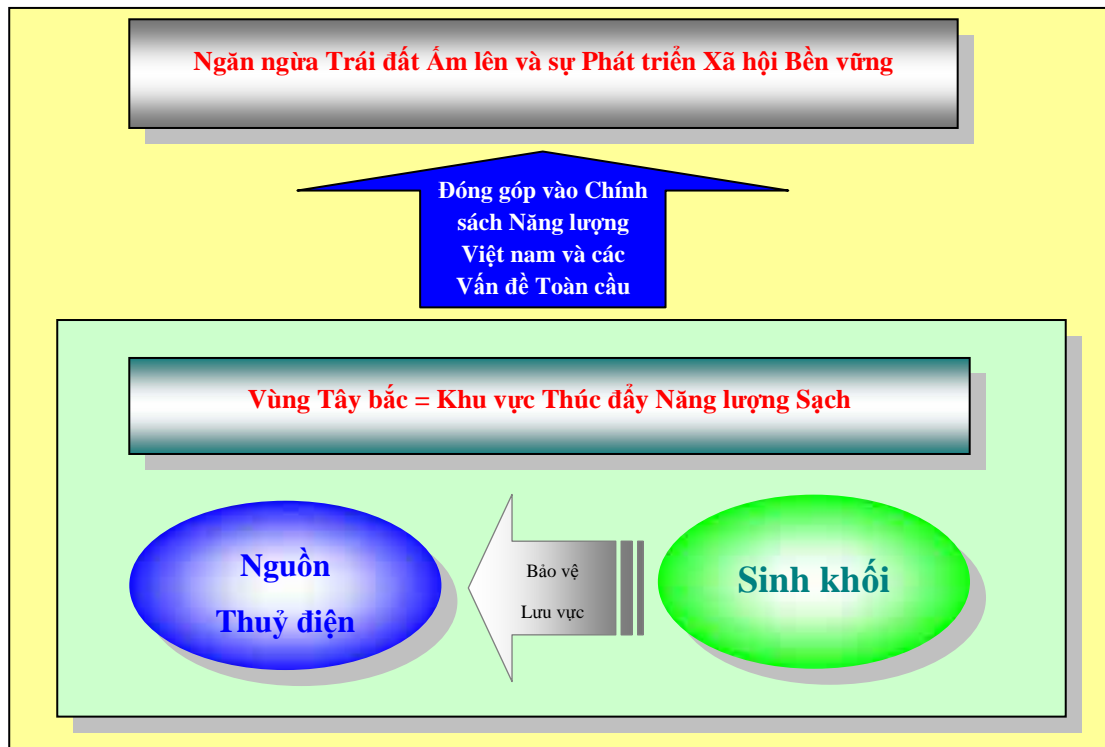 Ngăn ngừa Trái đất Ấm lên và sự Phát triển Xã hội Bền vững
Đóng góp vào Chính
sách Năng lượng
Việt nam và các
Vấn đề Toàn cầu
Vùng Tây bắc = Khu vực Thúc đẩy Năng lượng Sạch
Nguồn
Thuỷ điện
Bảo vệ
Lưu vực
Sinh khối